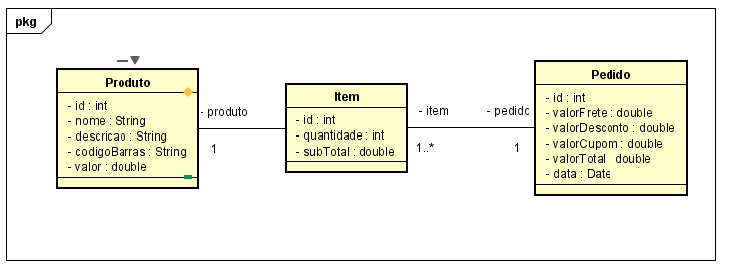 pkg
Produto
- id : int
- nome : String
- descricao : String
- codigoBarras : String
- valor : double
- produto
1
Item
- id : int
- quantidade : int
- subTotal : double
- item
1..*
- pedido
1
Pedido
- id : int
- valorFrete : double
- valorDesconto : double
- valorCupom : double
- valorTotal : double
- data : Date